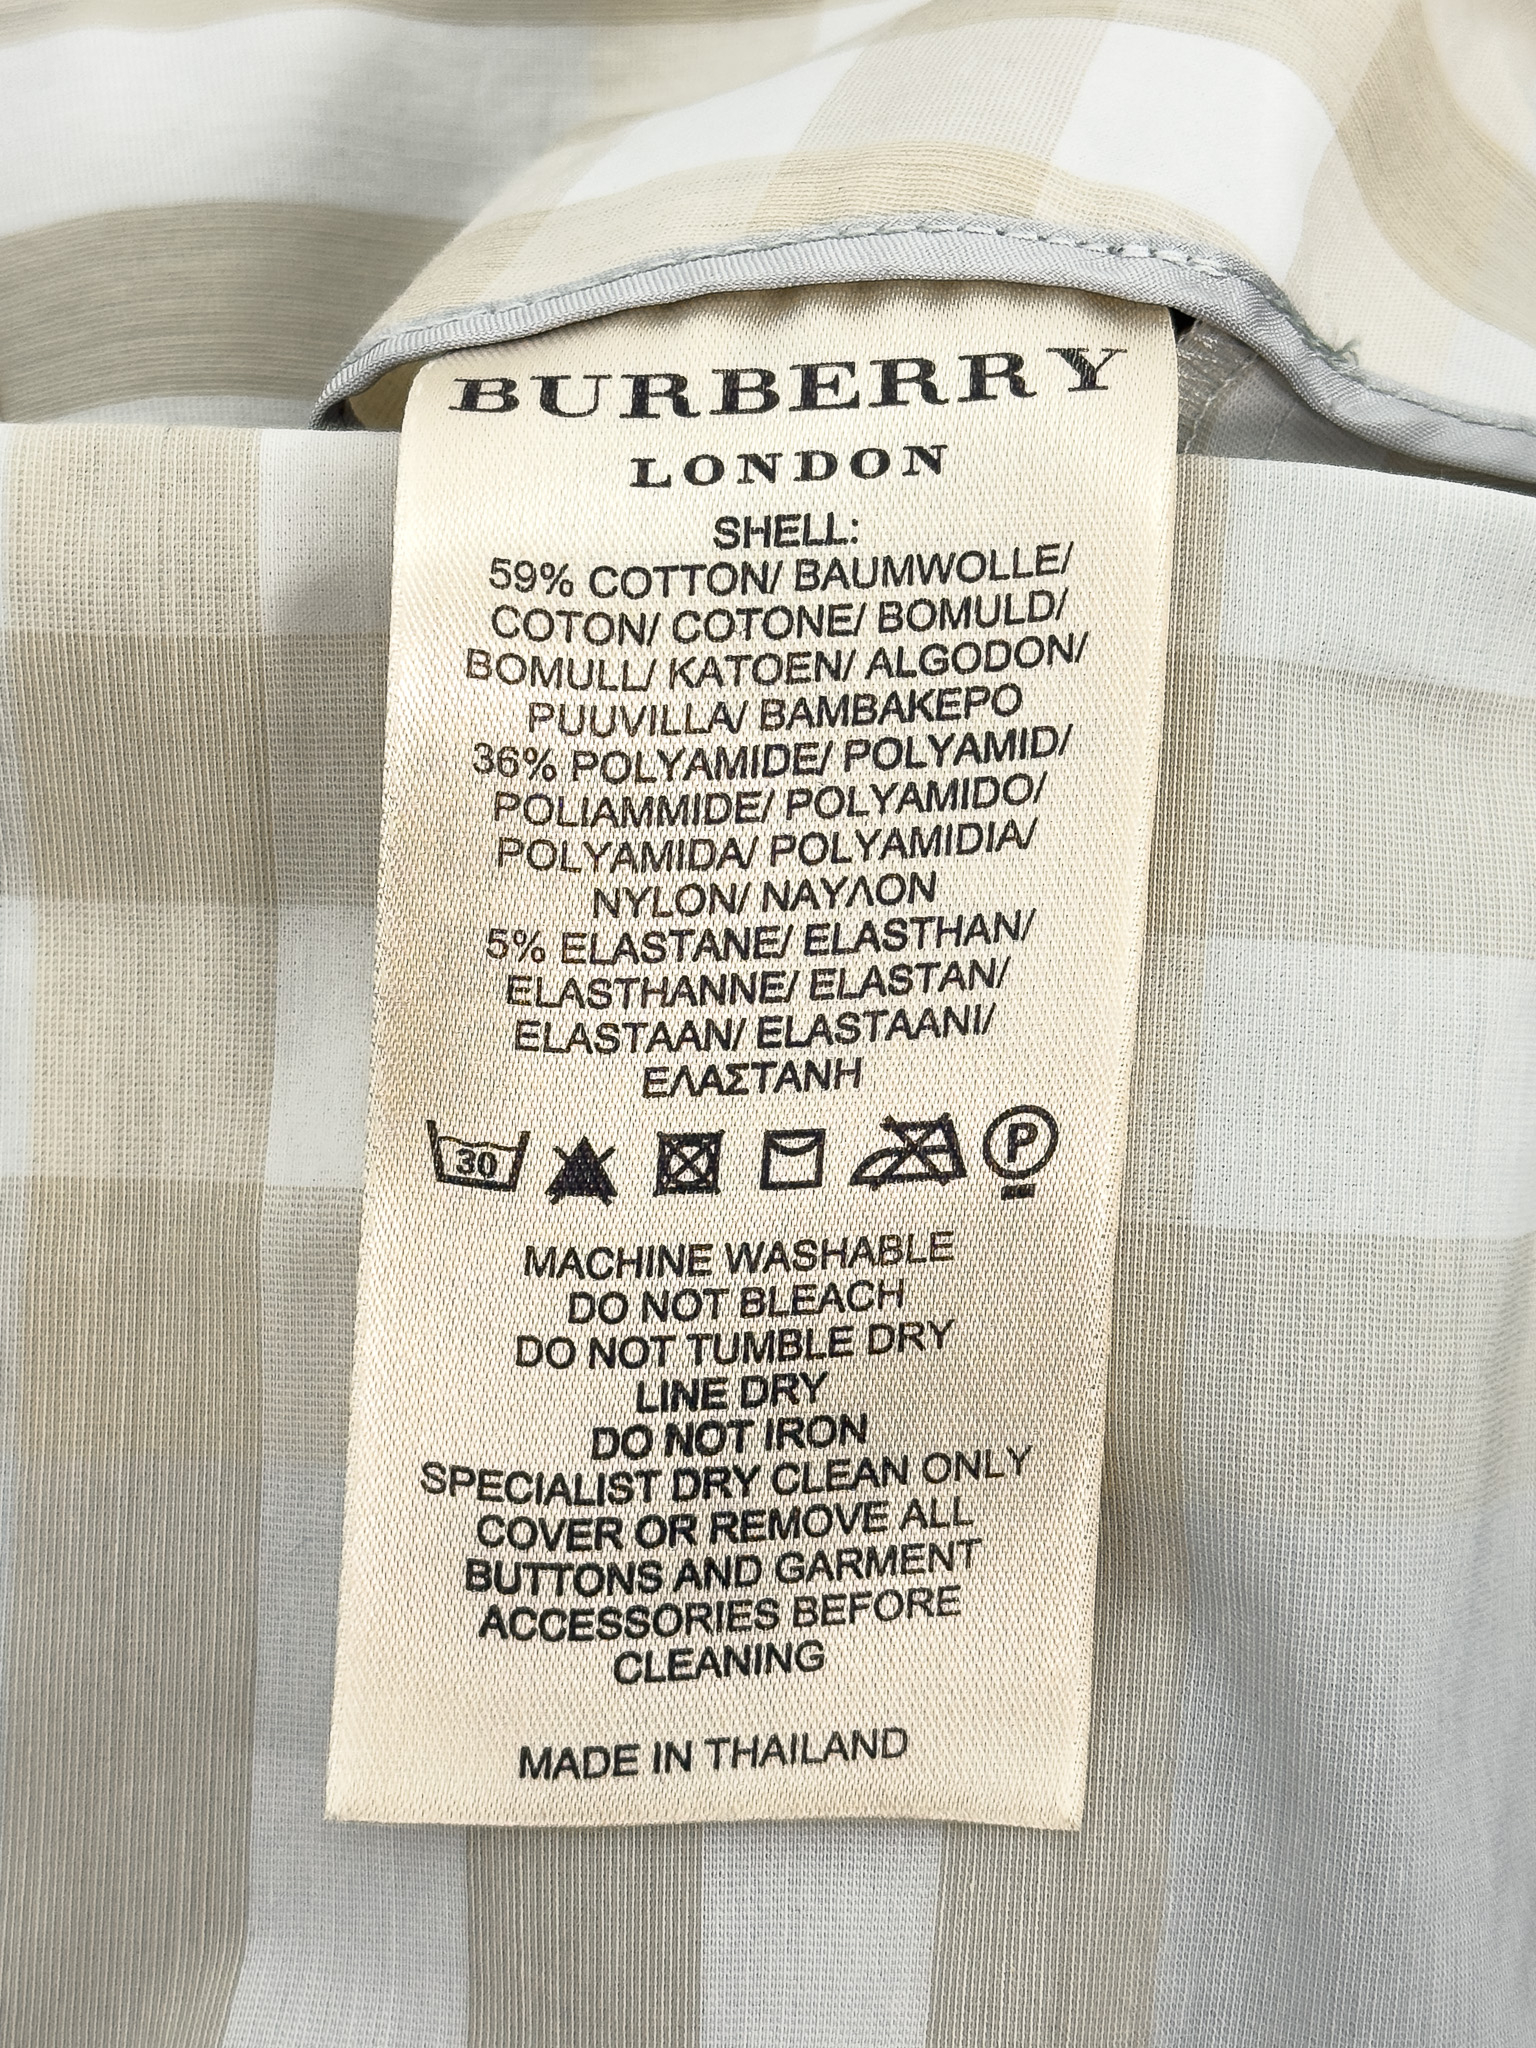 BURBERRY
LONDON
SHELL:
59% COTTON/ BAUMWOLLE/
COTON/ COTONE/ BOMULD/
BOMULL/ KATOEN/ ALGODON/
PUUVILLA/ BAMBAKEPO
36% POLYAMIDE/ POLYAMID/
POLIAMMIDE/ POLYAMIDO/
POLYAMIDA/ POLYAMIDIA/
NYLON/ ΝΑΥΛΟΝ
5% ELASTANE/ ELASTHAN/
ELASTHANNE/ ELASTAN/
ELASTAAN/ ELASTAANI/
ΕΛΑΣΤΑΝΗ
30 P
MACHINE WASHABLE
DO NOT BLEACH
DO NOT TUMBLE DRY
LINE DRY
DO NOT IRON
SPECIALIST DRY CLEAN ONLY
COVER OR REMOVE ALL
BUTTONS AND GARMENT
ACCESSORIES BEFORE
CLEANING
MADE IN THAILAND